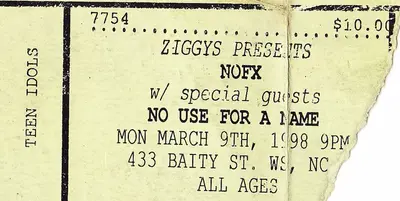 TEEN IDOLS
7754 $10.00
ZIGGYS PRESENTS
NOFX
w/ special guests
NO USE FOR A NAME
MON MARCH 9TH, 1998 9PM
433 BAITY ST. WS, NC
ALL AGES